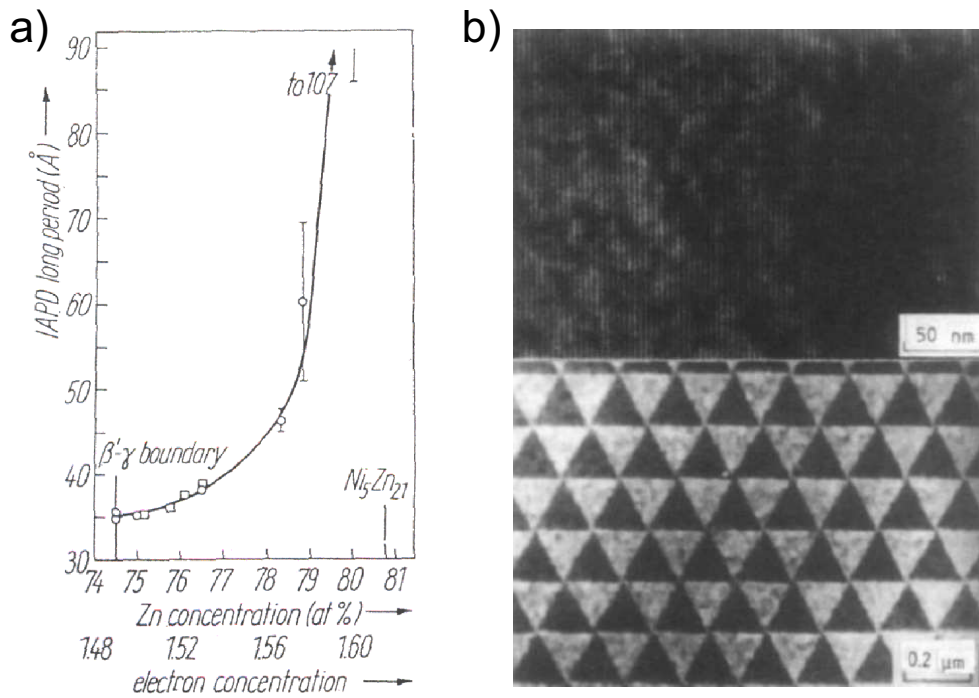 a)
b)
90
80
70
60
50
40
30
IAPD long period (Å)
to 107
β'-γ boundary
Ni₅Zn₂₁
74 75 76 77 78 79 80 81
Zn concentration (at %)
1.48 1.52 1.56 1.60
electron concentration
50 nm
0.2 μm